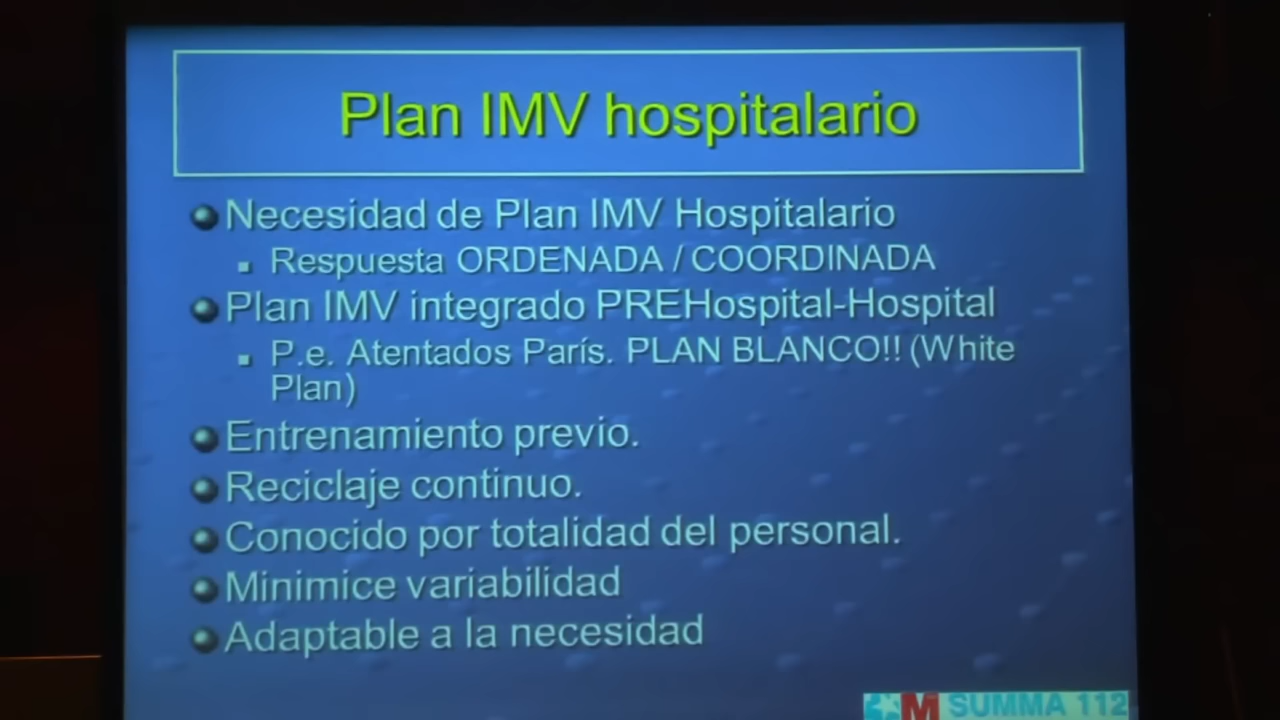 Plan IMV hospitalario
Necesidad de Plan IMV Hospitalario
Respuesta ORDENADA / COORDINADA
Plan IMV integrado PREHospital-Hospital
P.e. Atentados París. PLAN BLANCO!! (White
Plan)
Entrenamiento previo.
Reciclaje continuo.
Conocido por totalidad del personal.
Minimice variabilidad
Adaptable a la necesidad
M SUMMA 112